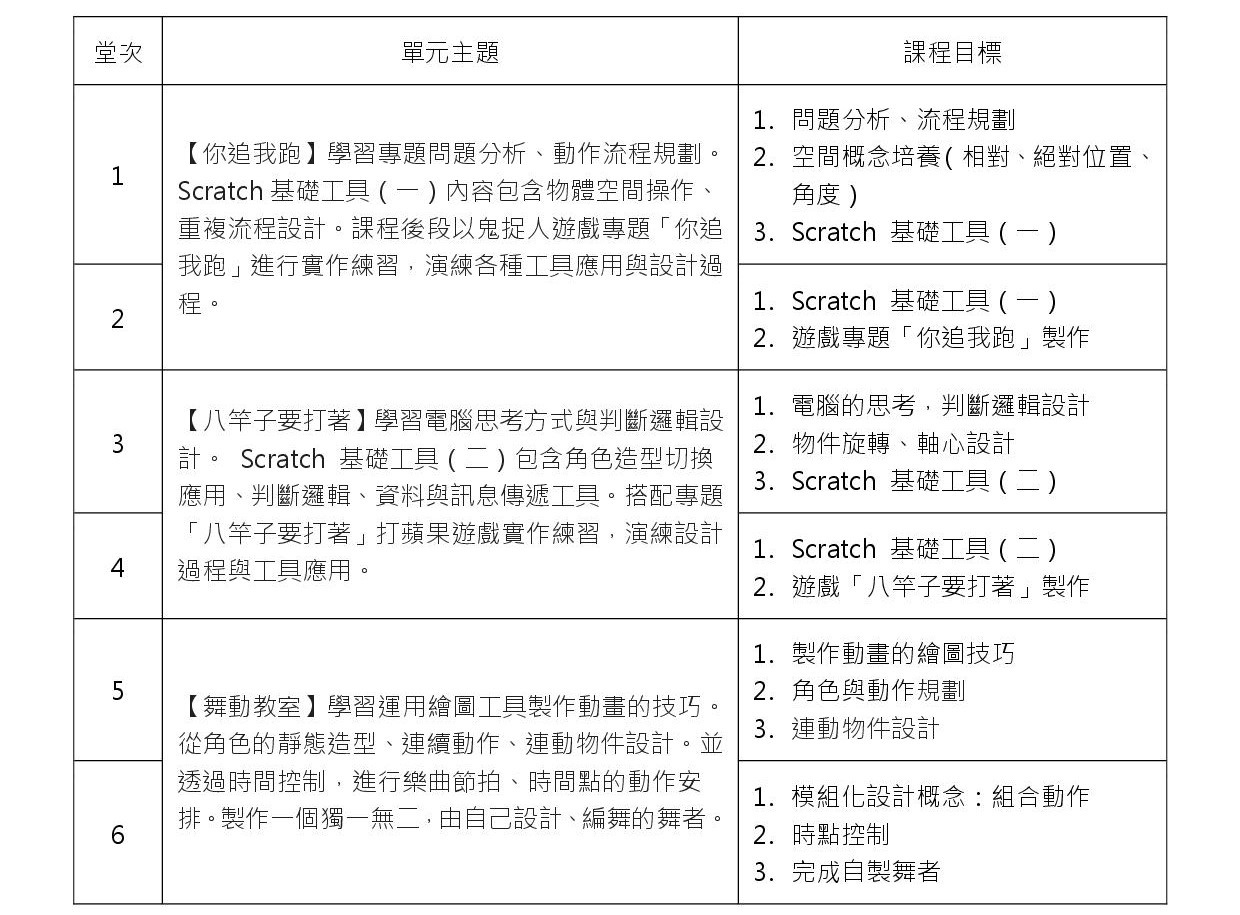 堂次 單元主題 課程目標
1
【你追我跑】學習專題問題分析、動作流程規劃。
Scratch 基礎工具(一)內容包含物體空間操作、
重複流程設計。課程後段以鬼捉人遊戲專題「你追
我跑」進行實作練習，演練各種工具應用與設計過
程。
1. 問題分析、流程規劃
2. 空間概念培養(相對、絕對位置、
角度)
3. Scratch 基礎工具(一)
2
1. Scratch 基礎工具(一)
2. 遊戲專題「你追我跑」製作
3
【八竿子要打著】學習電腦思考方式與判斷邏輯設
計。 Scratch 基礎工具(二)包含角色造型切換
應用、判斷邏輯、資料與訊息傳遞工具。搭配專題
「八竿子要打著」打蘋果遊戲實作練習，演練設計
過程與工具應用。
1. 電腦的思考，判斷邏輯設計
2. 物件旋轉、軸心設計
3. Scratch 基礎工具(二)
4
1. Scratch 基礎工具(二)
2. 遊戲「八竿子要打著」製作
5
【舞動教室】學習運用繪圖工具製作動畫的技巧。
從角色的靜態造型、連續動作、連動物件設計。並
透過時間控制，進行樂曲節拍、時間點的動作安
排。製作一個獨一無二，由自己設計、編舞的舞者。
1. 製作動畫的繪圖技巧
2. 角色與動作規劃
3. 連動物件設計
6
1. 模組化設計概念：組合動作
2. 時點控制
3. 完成自製舞者